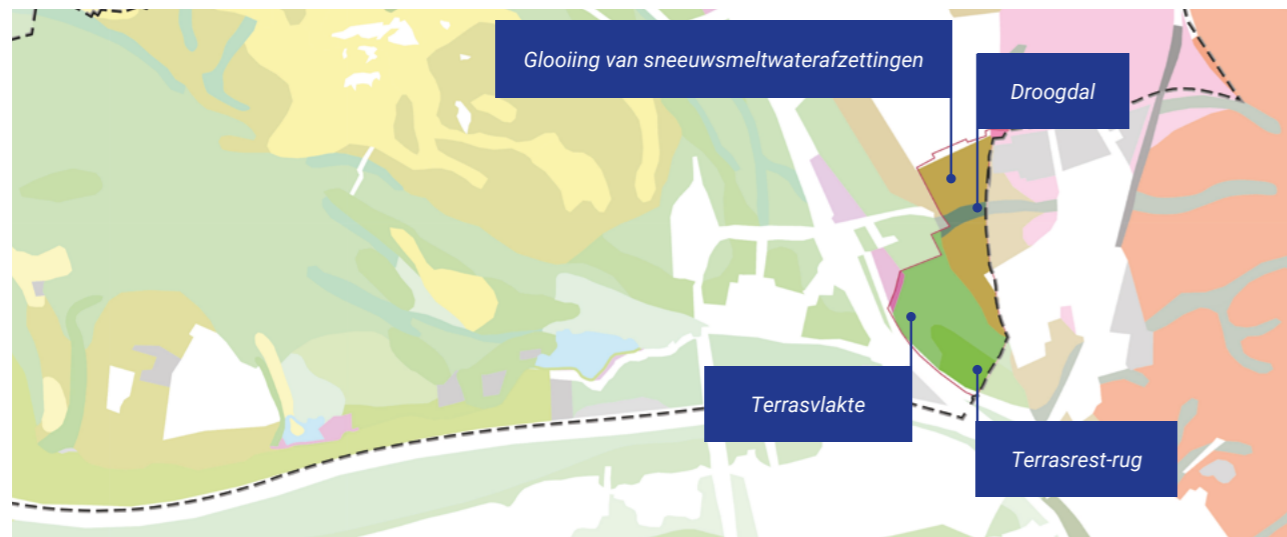 Glooiing van sneeuwsmeltwaterafzettingen
Droogdal
Terrasvlakte
Terrasrest-rug